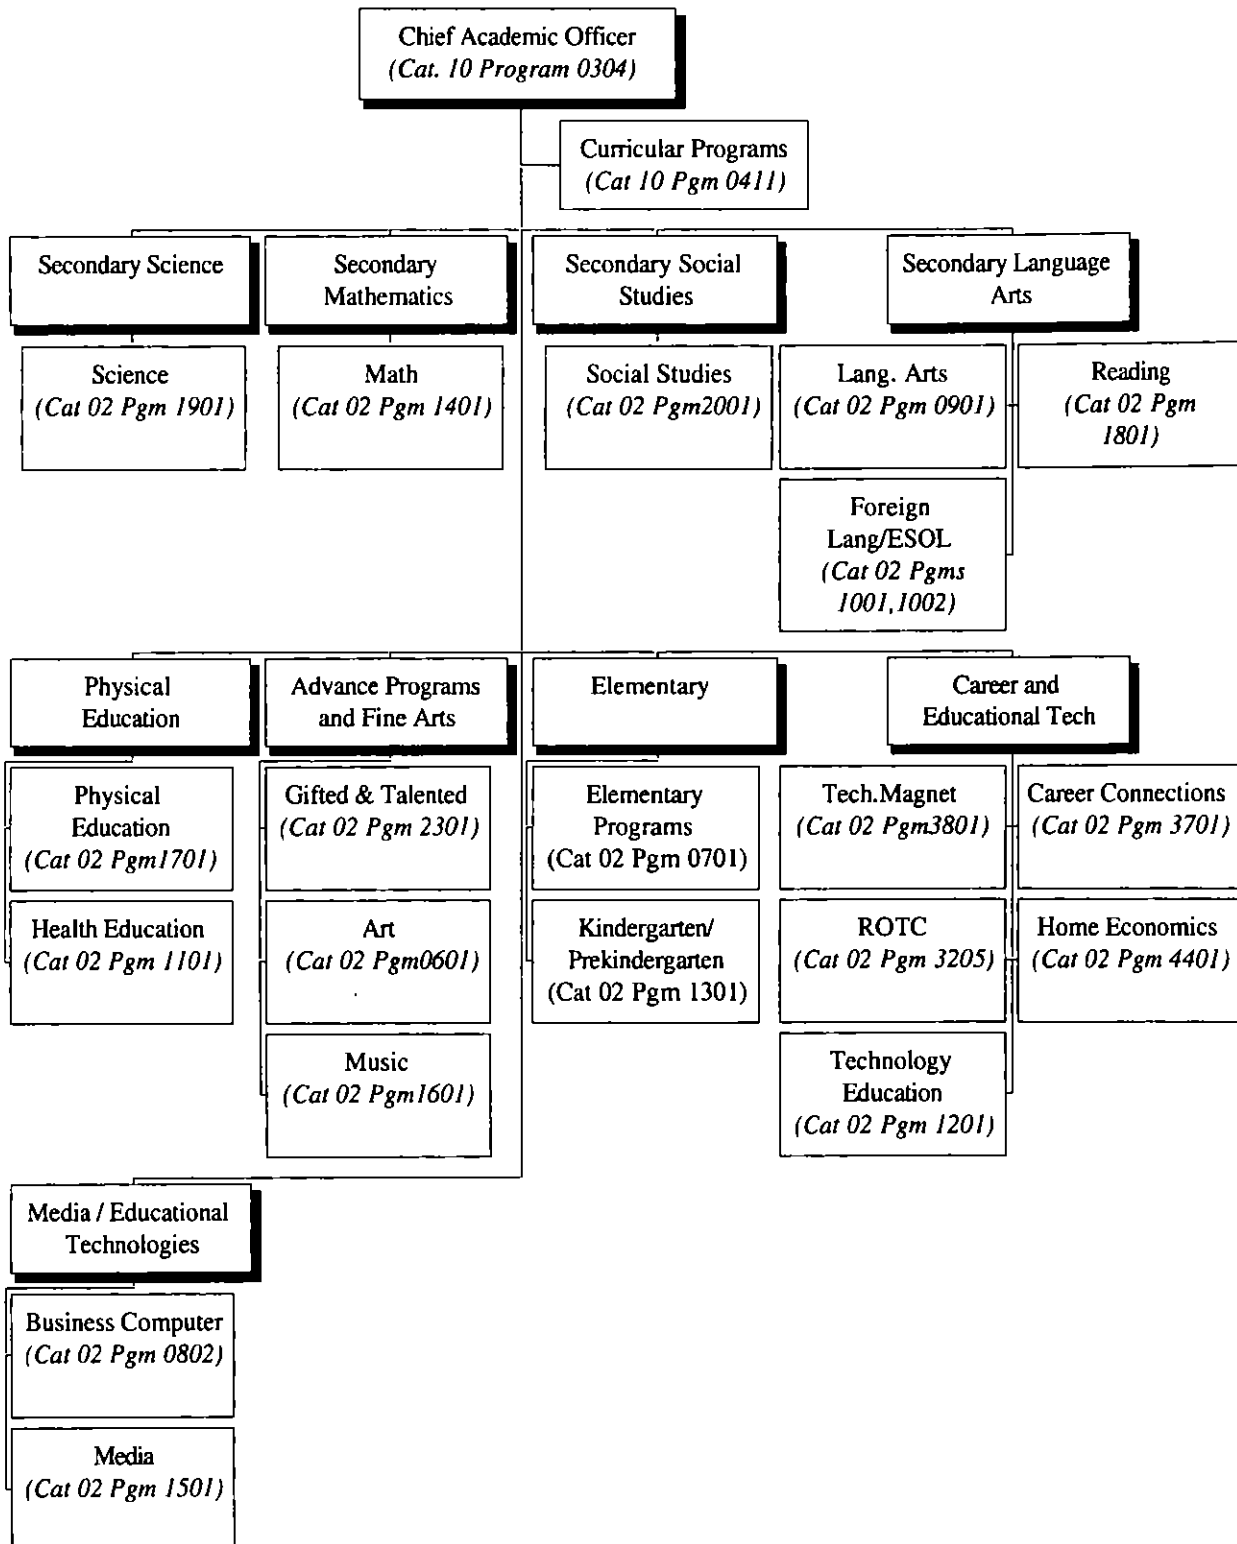 Chief Academic Officer
(Cat. 10 Program 0304)
Curricular Programs
(Cat 10 Pgm 0411)
Secondary Science
Secondary
Mathematics
Secondary Social
Studies
Secondary Language
Arts
Science
(Cat 02 Pgm 1901)
Math
(Cat 02 Pgm 1401)
Social Studies
(Cat 02 Pgm2001)
Lang. Arts
(Cat 02 Pgm 0901)
Reading
(Cat 02 Pgm
1801)
Foreign
Lang/ESOL
(Cat 02 Pgms
1001,1002)
Physical
Education
Advance Programs
and Fine Arts
Elementary
Career and
Educational Tech
Physical
Education
(Cat 02 Pgm1701)
Gifted & Talented
(Cat 02 Pgm 2301)
Elementary
Programs
(Cat 02 Pgm 0701)
Tech.Magnet
(Cat 02 Pgm3801)
Career Connections
(Cat 02 Pgm 3701)
Health Education
(Cat 02 Pgm 1101)
Art
(Cat 02 Pgm0601)
Kindergarten/
Prekindergarten
(Cat 02 Pgm 1301)
ROTC
(Cat 02 Pgm 3205)
Home Economics
(Cat 02 Pgm 4401)
Music
(Cat 02 Pgm1601)
Technology
Education
(Cat 02 Pgm 1201)
Media / Educational
Technologies
Business Computer
(Cat 02 Pgm 0802)
Media
(Cat 02 Pgm 1501)